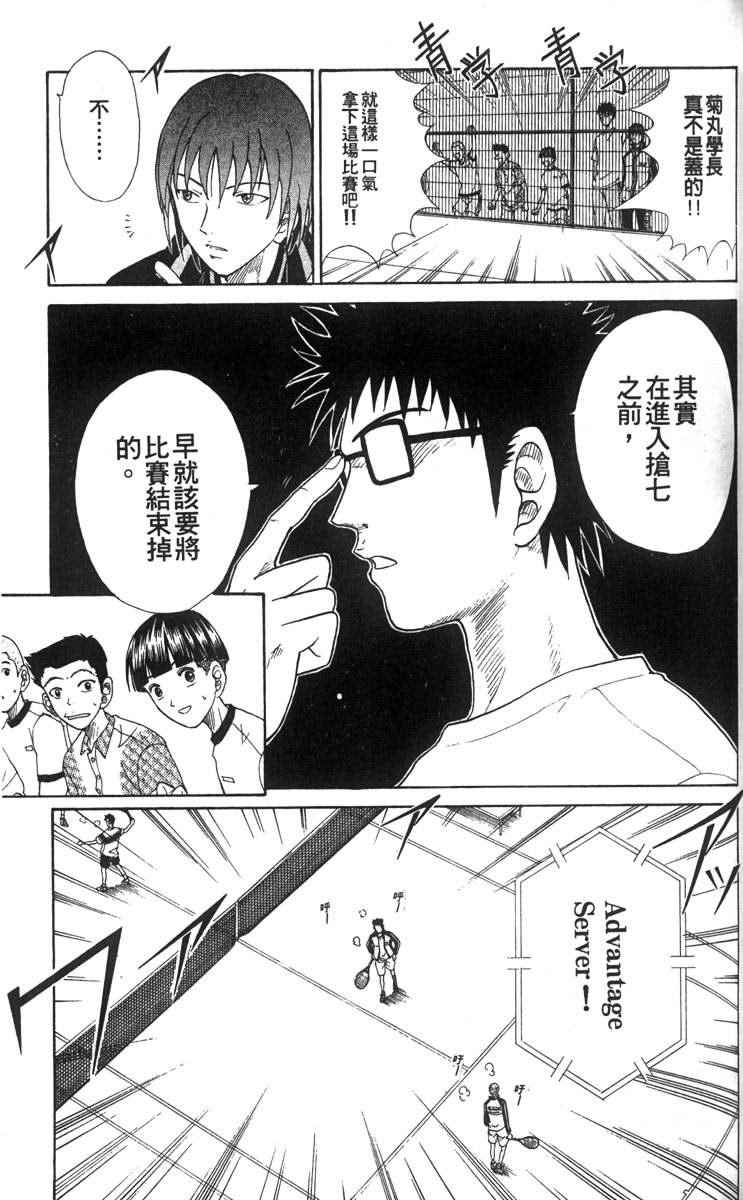 青学
青学
菊丸學長
真不是蓋的!!
就這樣一口氣
拿下這場比賽吧!!
不……
其實
在進入搶七
之前，
早就該要將
比賽結束掉
的。
Advantage
Server!
呼
呼
呼
呼